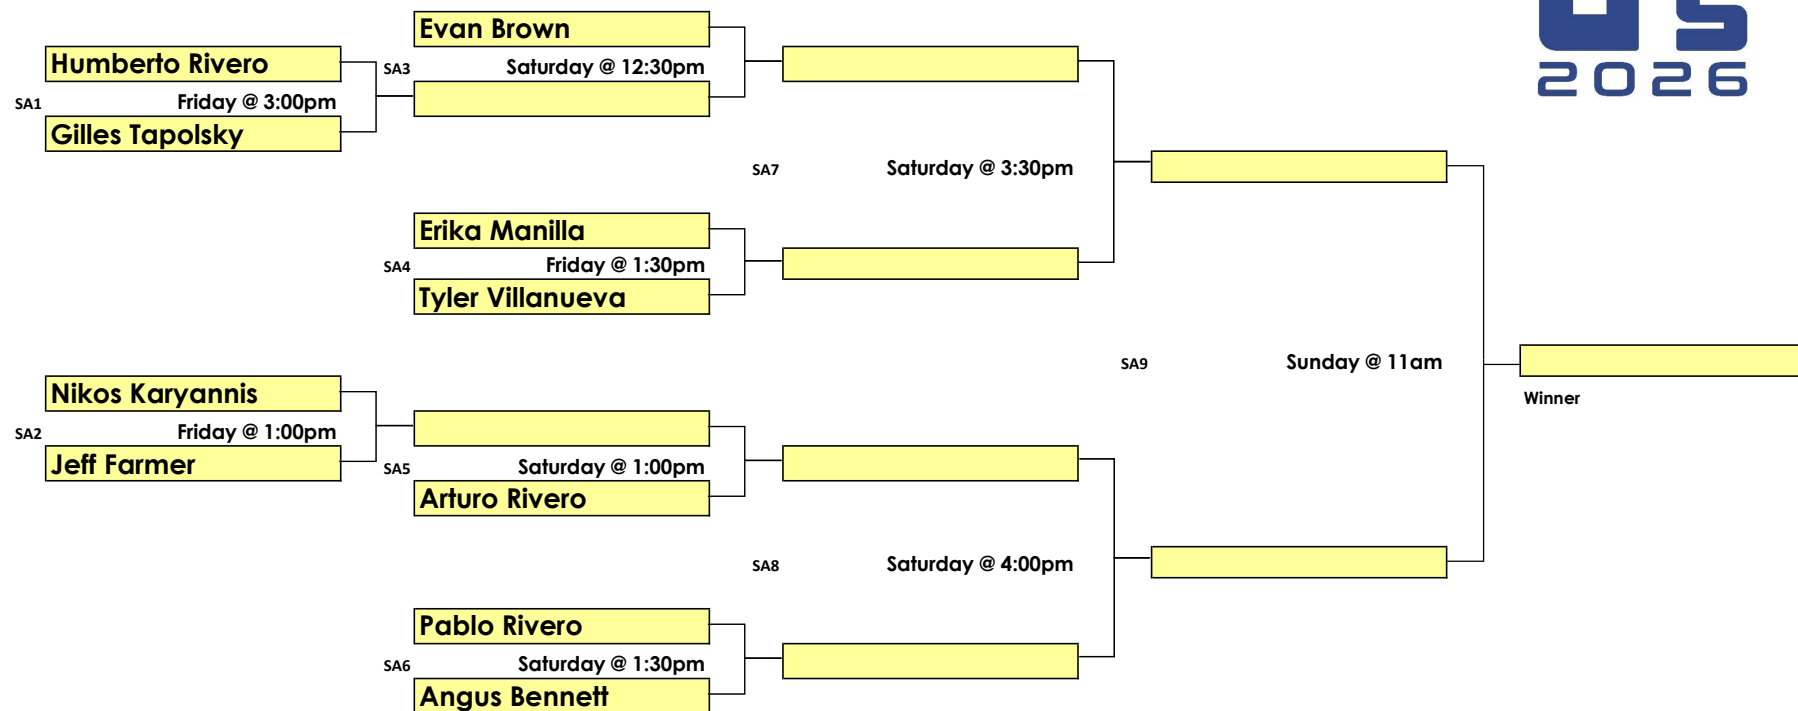 Evan Brown
Humberto Rivero
SA3 Saturday @ 12:30pm
SA1 Friday @ 3:00pm
Gilles Tapolsky
2026
SA7 Saturday @ 3:30pm
Erika Manilla
SA4 Friday @ 1:30pm
Tyler Villanueva
SA9 Sunday @ 11am
Nikos Karyannis
Winner
SA2 Friday @ 1:00pm
Jeff Farmer
SA5 Saturday @ 1:00pm
Arturo Rivero
SA8 Saturday @ 4:00pm
Pablo Rivero
SA6 Saturday @ 1:30pm
Angus Bennett